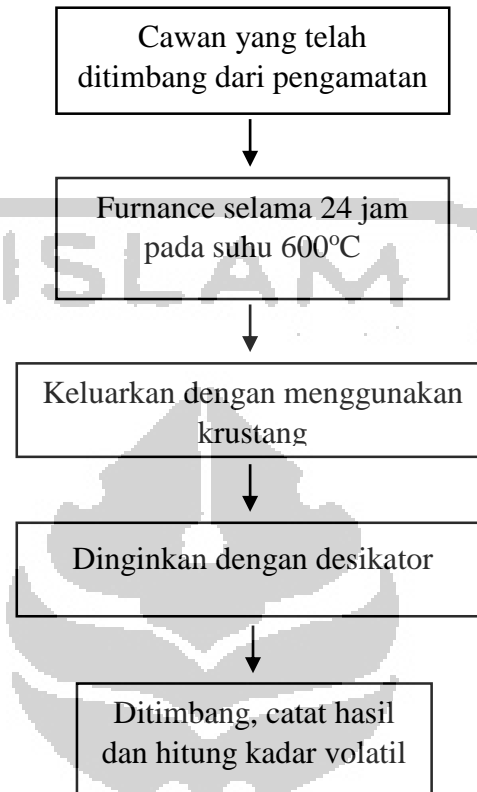 Cawan yang telah
ditimbang dari pengamatan
Furnance selama 24 jam
pada suhu 600°C
ISLAM
Keluarkan dengan menggunakan
krustang
Dinginkan dengan desikator
Ditimbang, catat hasil
dan hitung kadar volatil